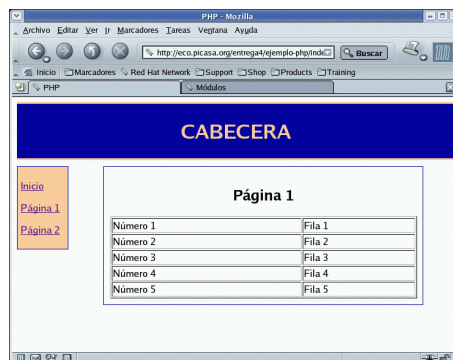 PHP - Mozilla
Archivo Editar Ver Ir Marcadores Tareas Ventana Ayuda
http://eco.picasa.org/entrega4/ejemplo-php/inde
Buscar
Inicio Marcadores Red Hat Network Support Shop Products Training
PHP Módulos
CABECERA
Inicio
Página 1
Página 2
Página 1
Número 1 Fila 1
Número 2 Fila 2
Número 3 Fila 3
Número 4 Fila 4
Número 5 Fila 5